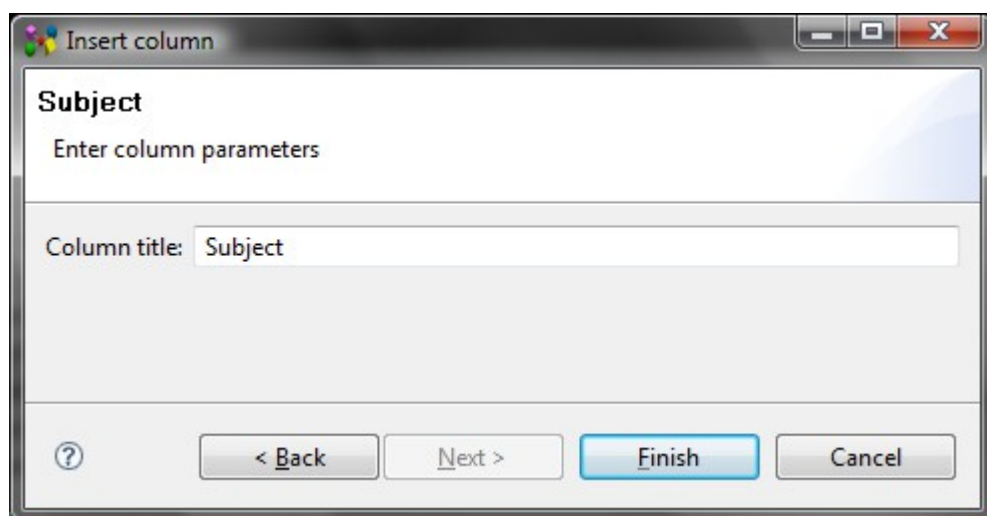 Insert column
Subject
Enter column parameters
Column title: Subject
? < Back Next > Finish Cancel